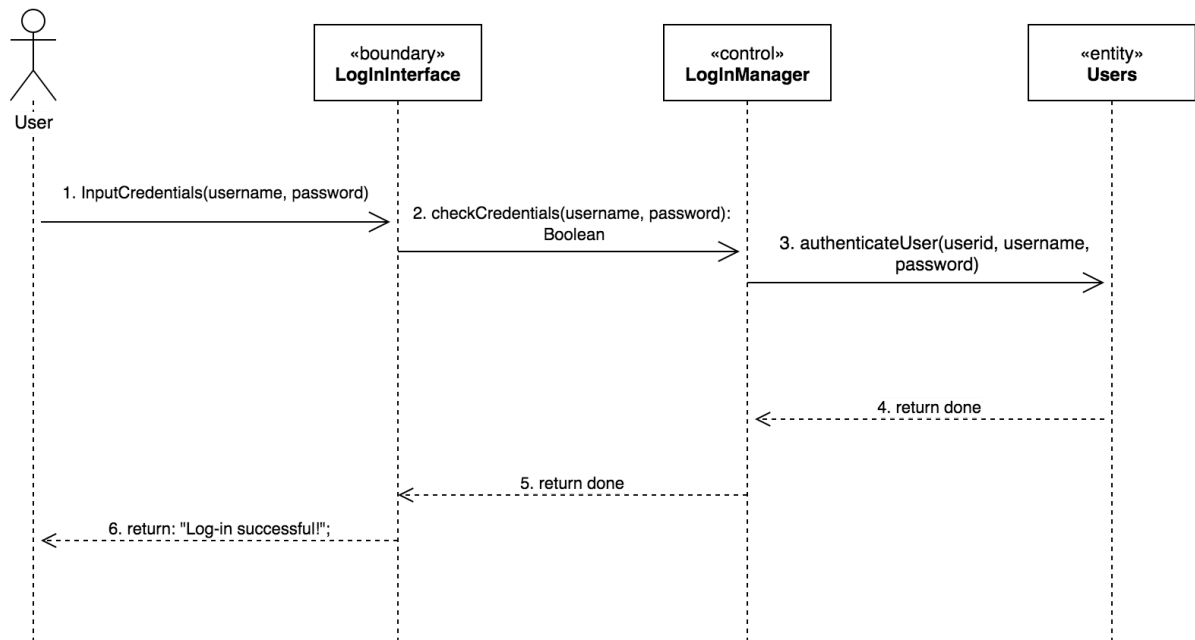 «boundary»
LogInInterface
«control»
LogInManager
«entity»
Users
User
1. InputCredentials(username, password)
2. checkCredentials(username, password):
Boolean
3. authenticateUser(userid, username,
password)
4. return done
5. return done
6. return: "Log-in successful!";